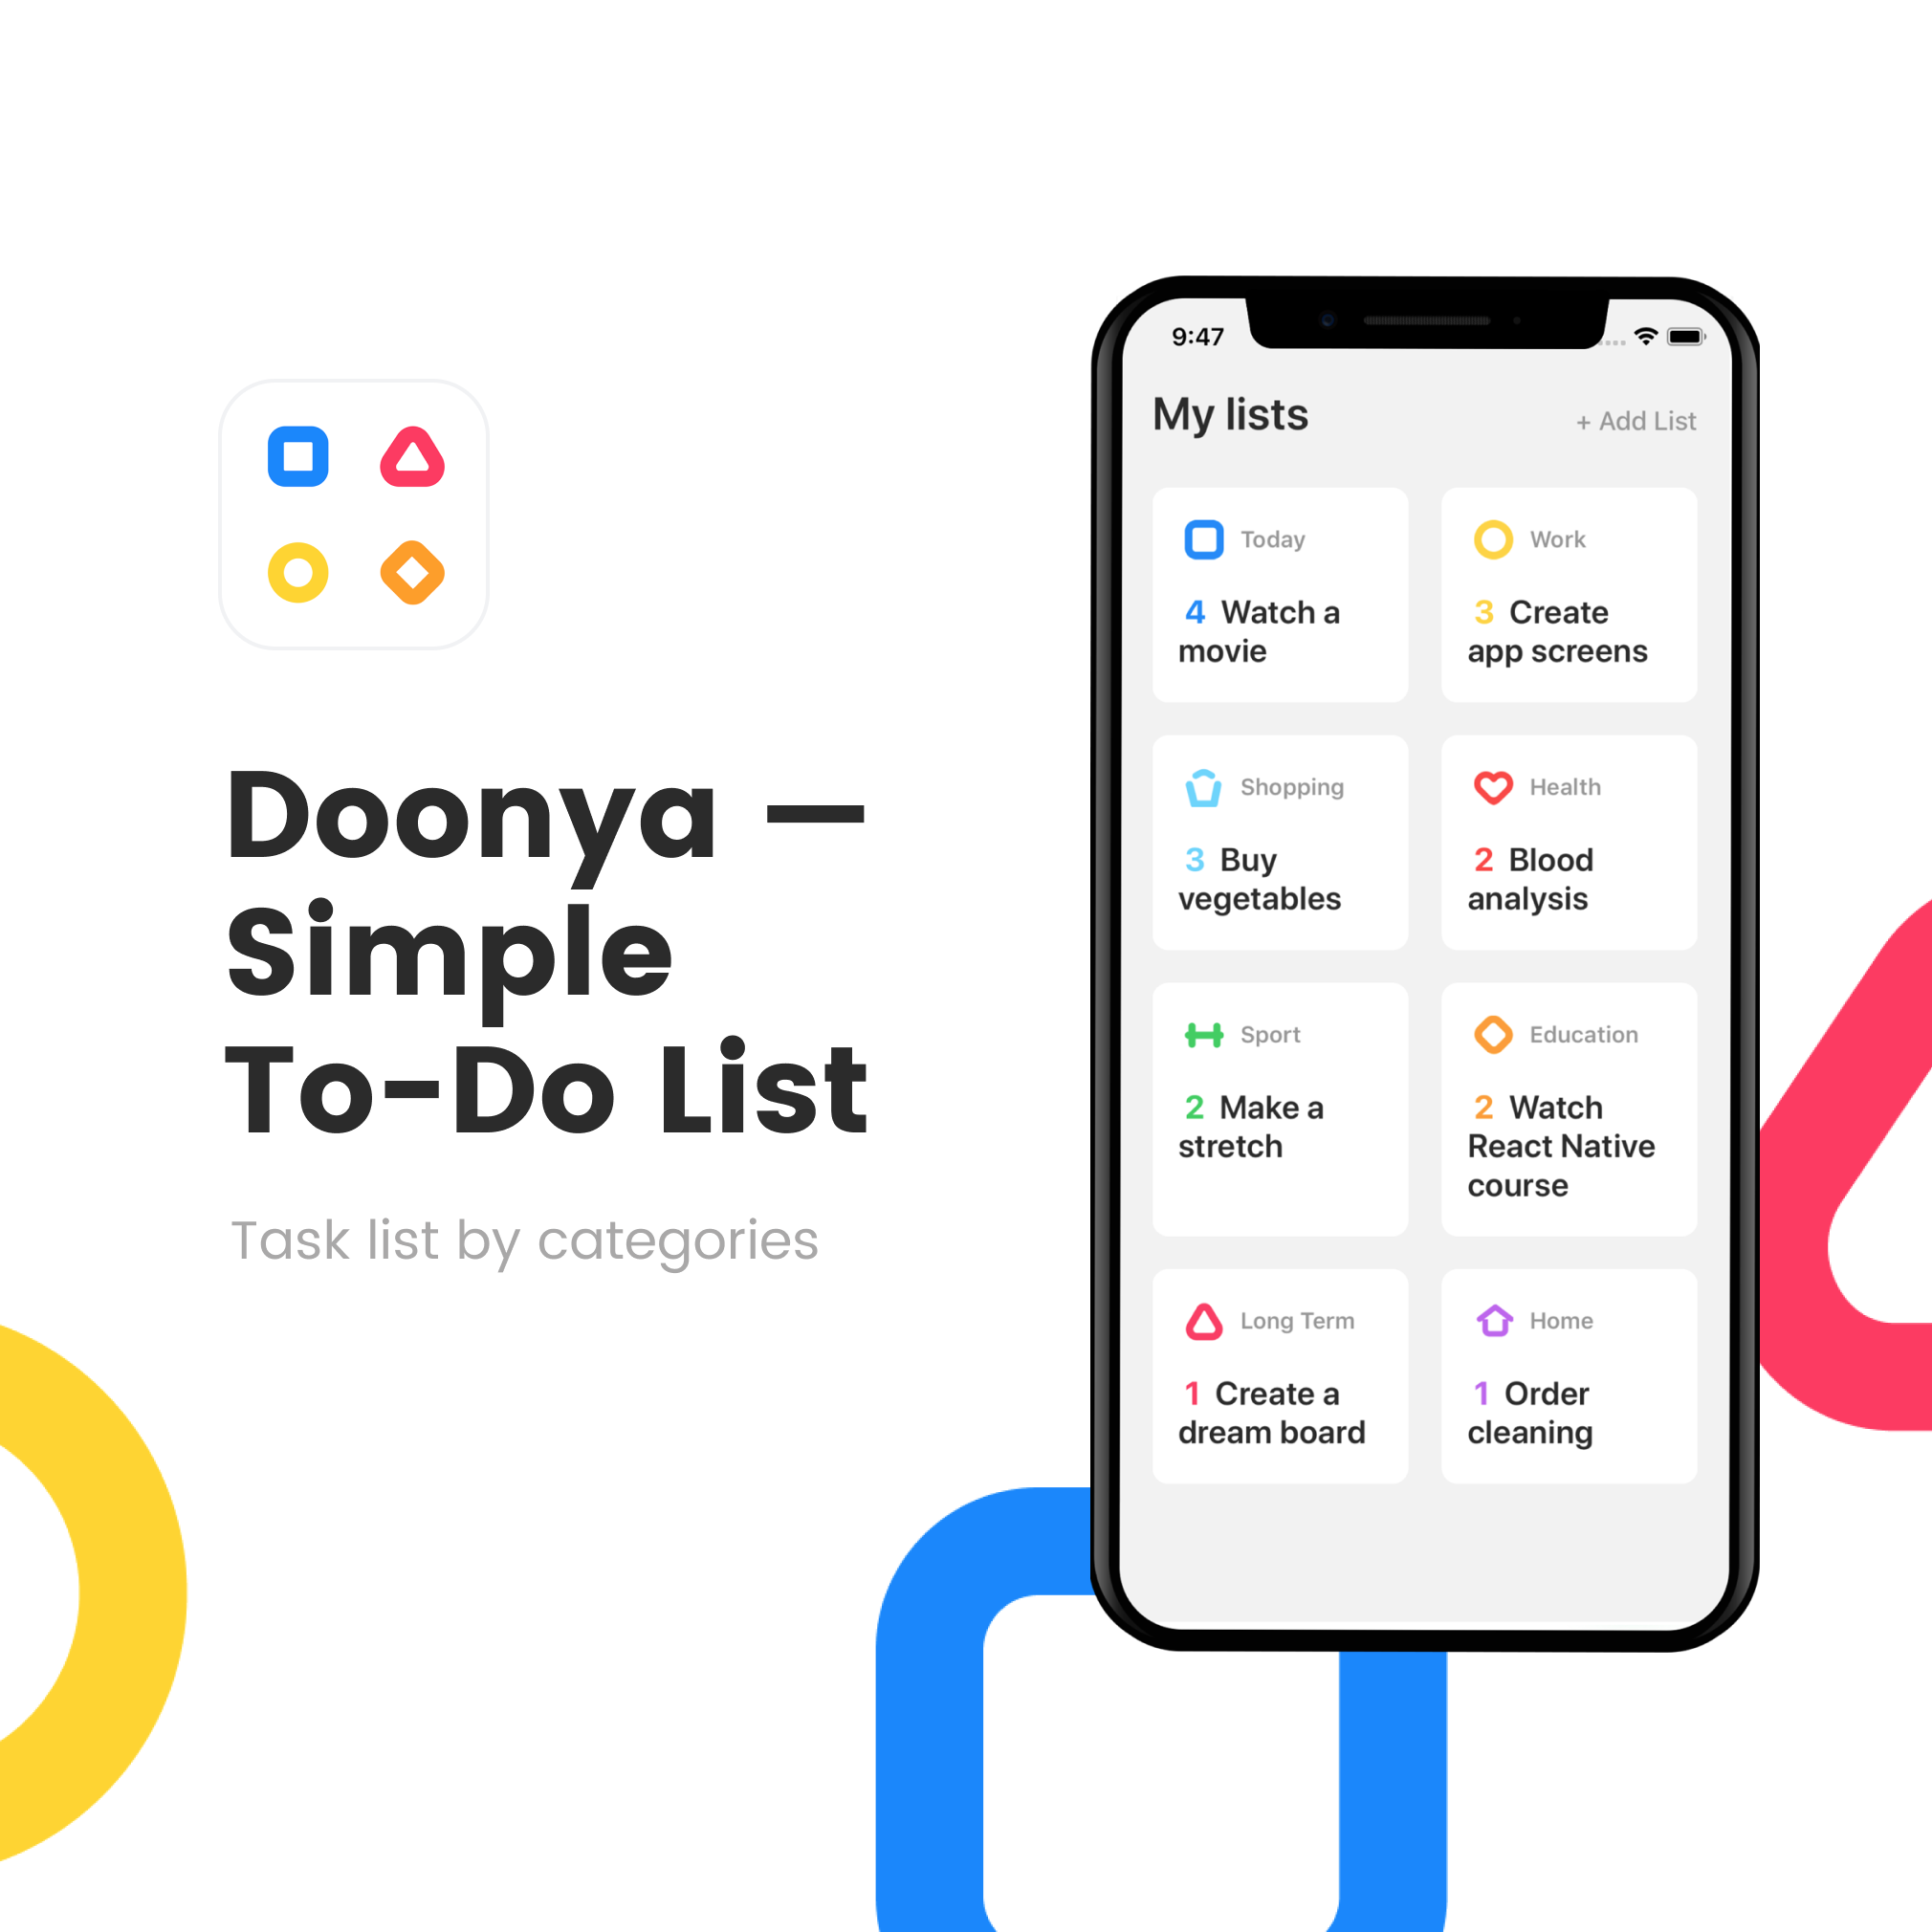 Doonya —
Simple
To-Do List
Task list by categories
9:47
My lists
+ Add List
Today
4 Watch a
movie
Work
3 Create
app screens
Shopping
3 Buy
vegetables
Health
2 Blood
analysis
Sport
2 Make a
stretch
Education
2 Watch
React Native
course
Long Term
1 Create a
dream board
Home
1 Order
cleaning